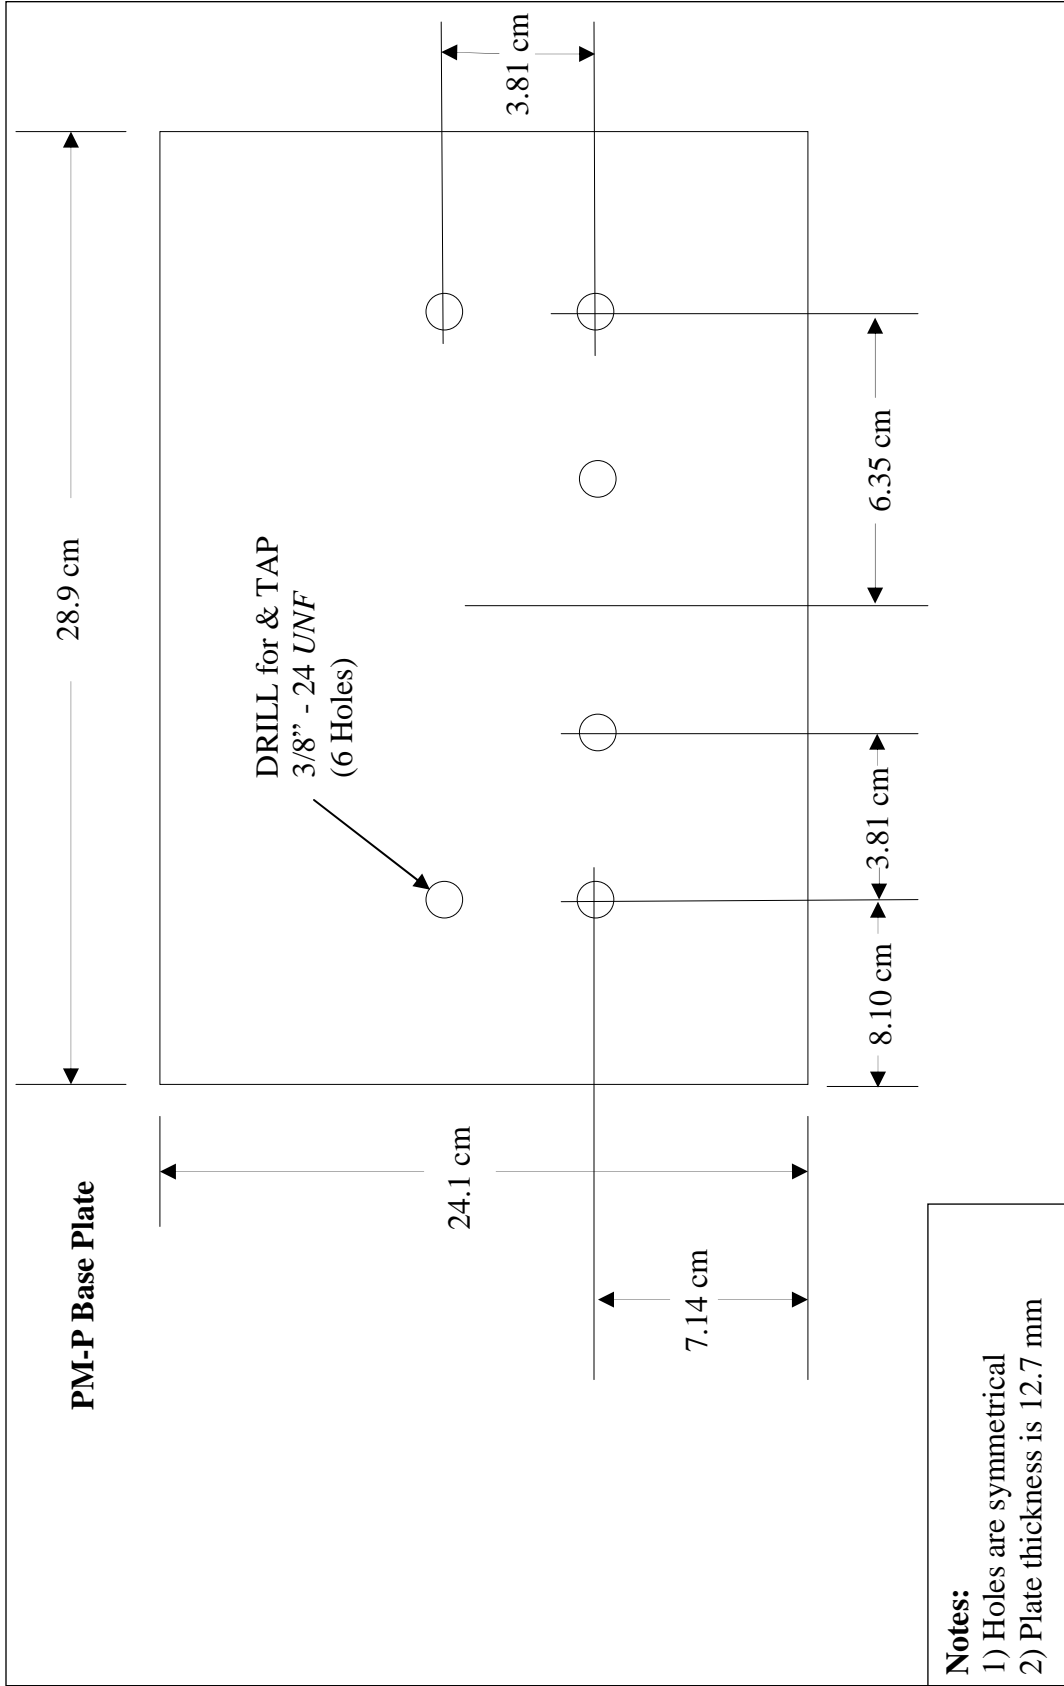 PM-P Base Plate
28.9 cm
DRILL for & TAP
3/8” - 24 UNF
(6 Holes)
3.81 cm
24.1 cm
7.14 cm
8.10 cm
3.81 cm
6.35 cm
Notes:
1) Holes are symmetrical
2) Plate thickness is 12.7 mm